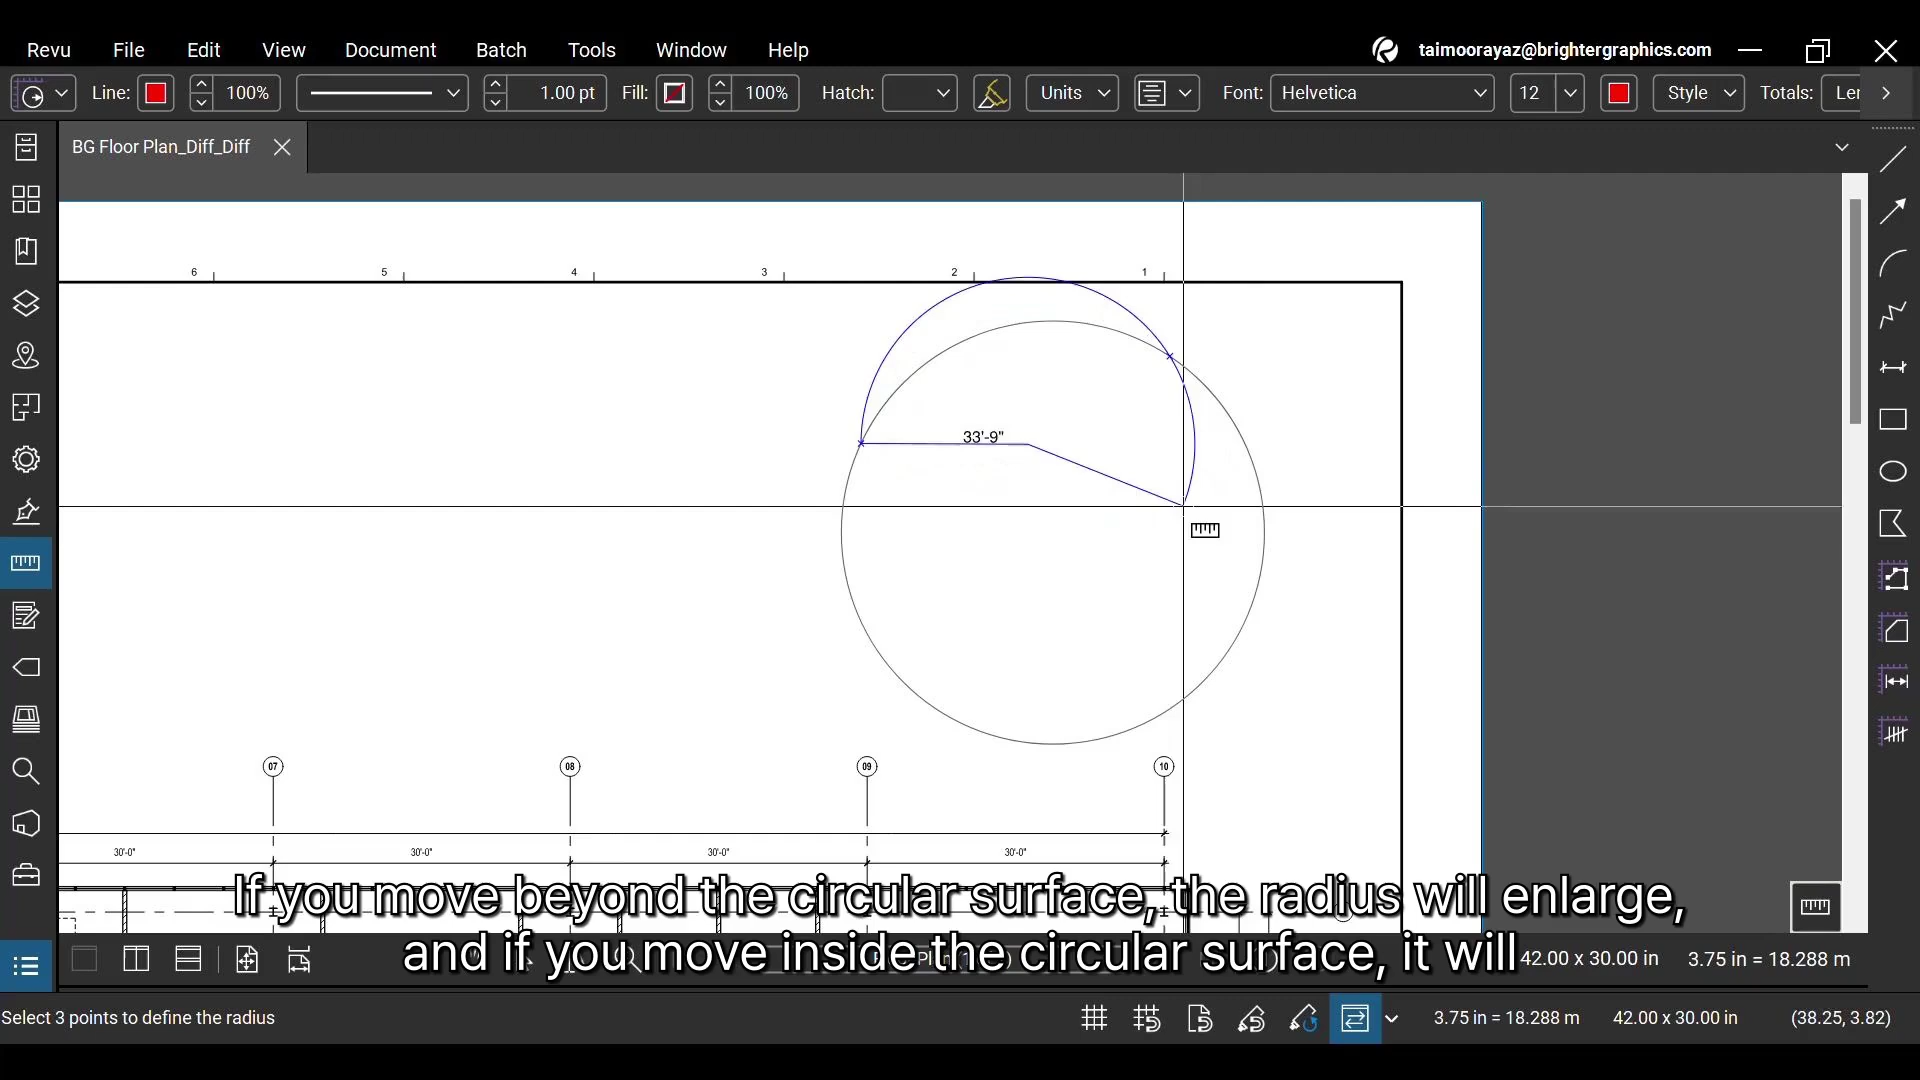 Revu File Edit View Document Batch Tools Window Help taimoorayaz@brightergraphics.com
Line: 100% 1.00 pt Fill: 100% Hatch: Units Font: Helvetica 12 Style Totals: Ler
BG Floor Plan_Diff_Diff
6 5 4 3 2 1
33'-9"
07 08 09 10
30'-0" 30'-0" 30'-0" 30'-0"
If you move beyond the circular surface, the radius will enlarge,
and if you move inside the circular surface, it will
42.00 x 30.00 in 3.75 in = 18.288 m
Select 3 points to define the radius 3.75 in = 18.288 m 42.00 x 30.00 in (38.25, 3.82)